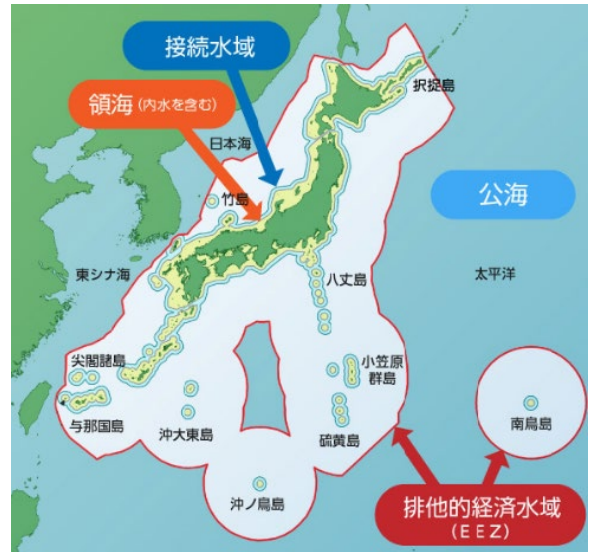 接続水域
択捉島
領海(内水を含む)
日本海
竹島
公海
東シナ海
八丈島
太平洋
尖閣諸島
小笠原
群島
与那国島
沖大東島
硫黄島
南鳥島
沖ノ鳥島
排他的経済水域
(EEZ)